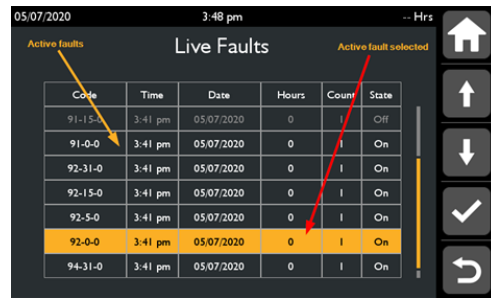 05/07/2020 3:48 pm -- Hrs
Active faults Live Faults Active fault selected
Code Time Date Hours Count State
91-15-0 3:41 pm 05/07/2020 0 1 Off
91-0-0 3:41 pm 05/07/2020 0 1 On
92-31-0 3:41 pm 05/07/2020 0 1 On
92-15-0 3:41 pm 05/07/2020 0 1 On
92-5-0 3:41 pm 05/07/2020 0 1 On
92-0-0 3:41 pm 05/07/2020 0 1 On
94-31-0 3:41 pm 05/07/2020 0 1 On